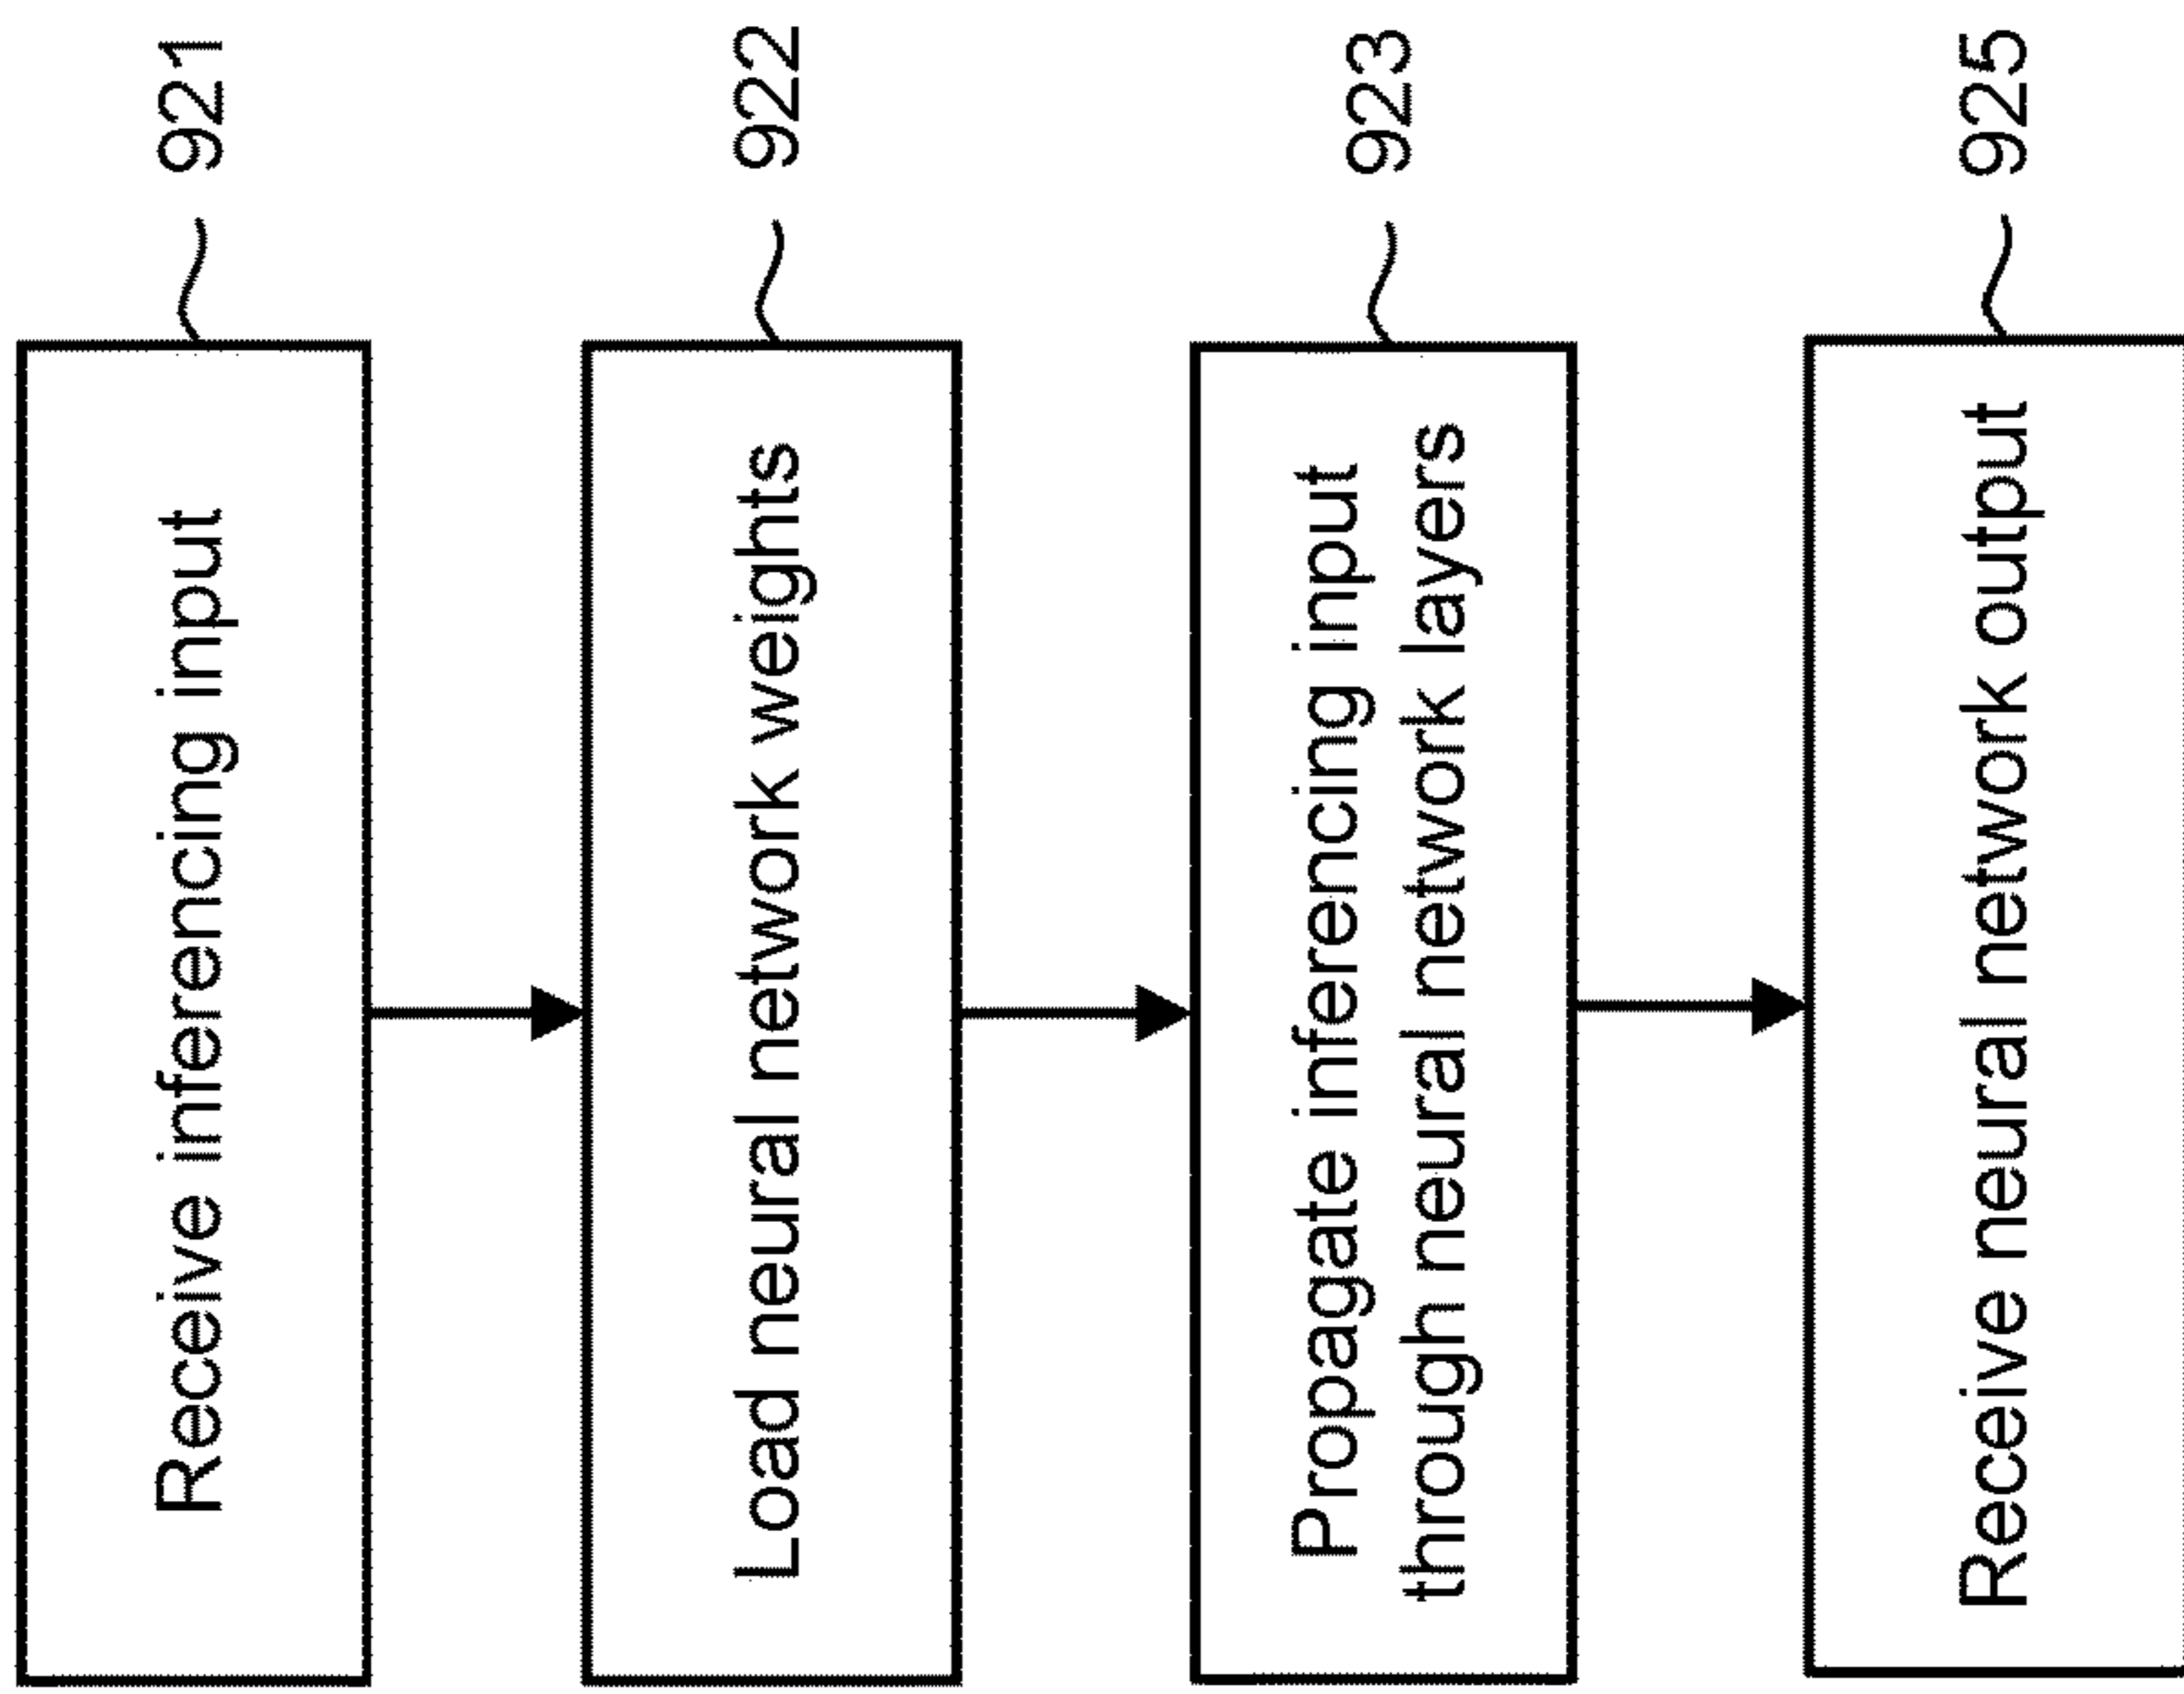 Receive inferencing input
921
Load neural network weights
922
Propagate inferencing input
through neural network layers
923
Receive neural network output
925